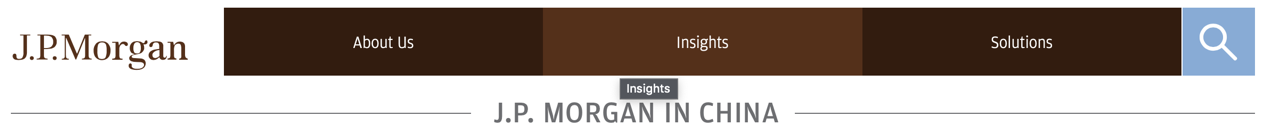 J.P.Morgan
About Us
Insights
Solutions
Insights
J.P. MORGAN IN CHINA